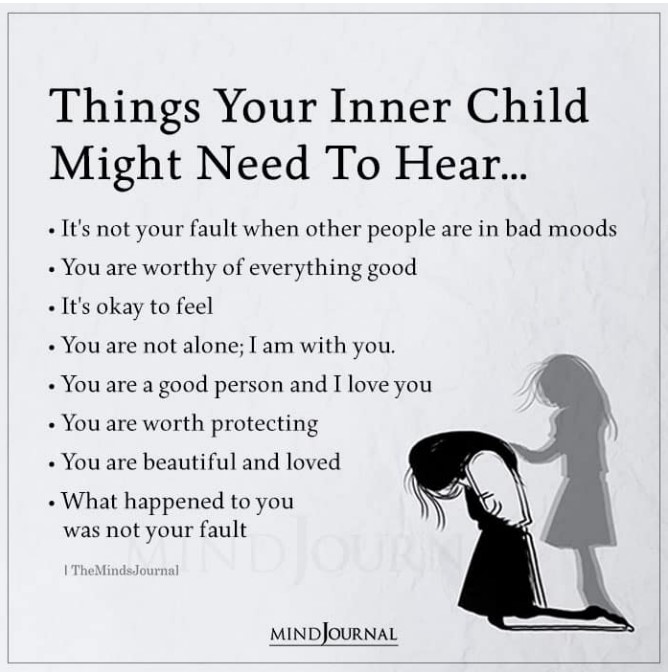 Things Your Inner Child
Might Need To Hear...
• It's not your fault when other people are in bad moods
• You are worthy of everything good
• It's okay to feel
• You are not alone; I am with you.
• You are a good person and I love you
• You are worth protecting
• You are beautiful and loved
• What happened to you
was not your fault
MINDJOURNAL
| TheMindsJournal
MINDJOURNAL